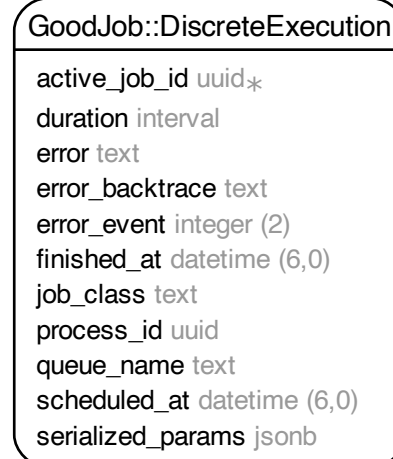 GoodJob::DiscreteExecution
active_job_id uuid∗
duration interval
error text
error_backtrace text
error_event integer (2)
finished_at datetime (6,0)
job_class text
process_id uuid
queue_name text
scheduled_at datetime (6,0)
serialized_params jsonb